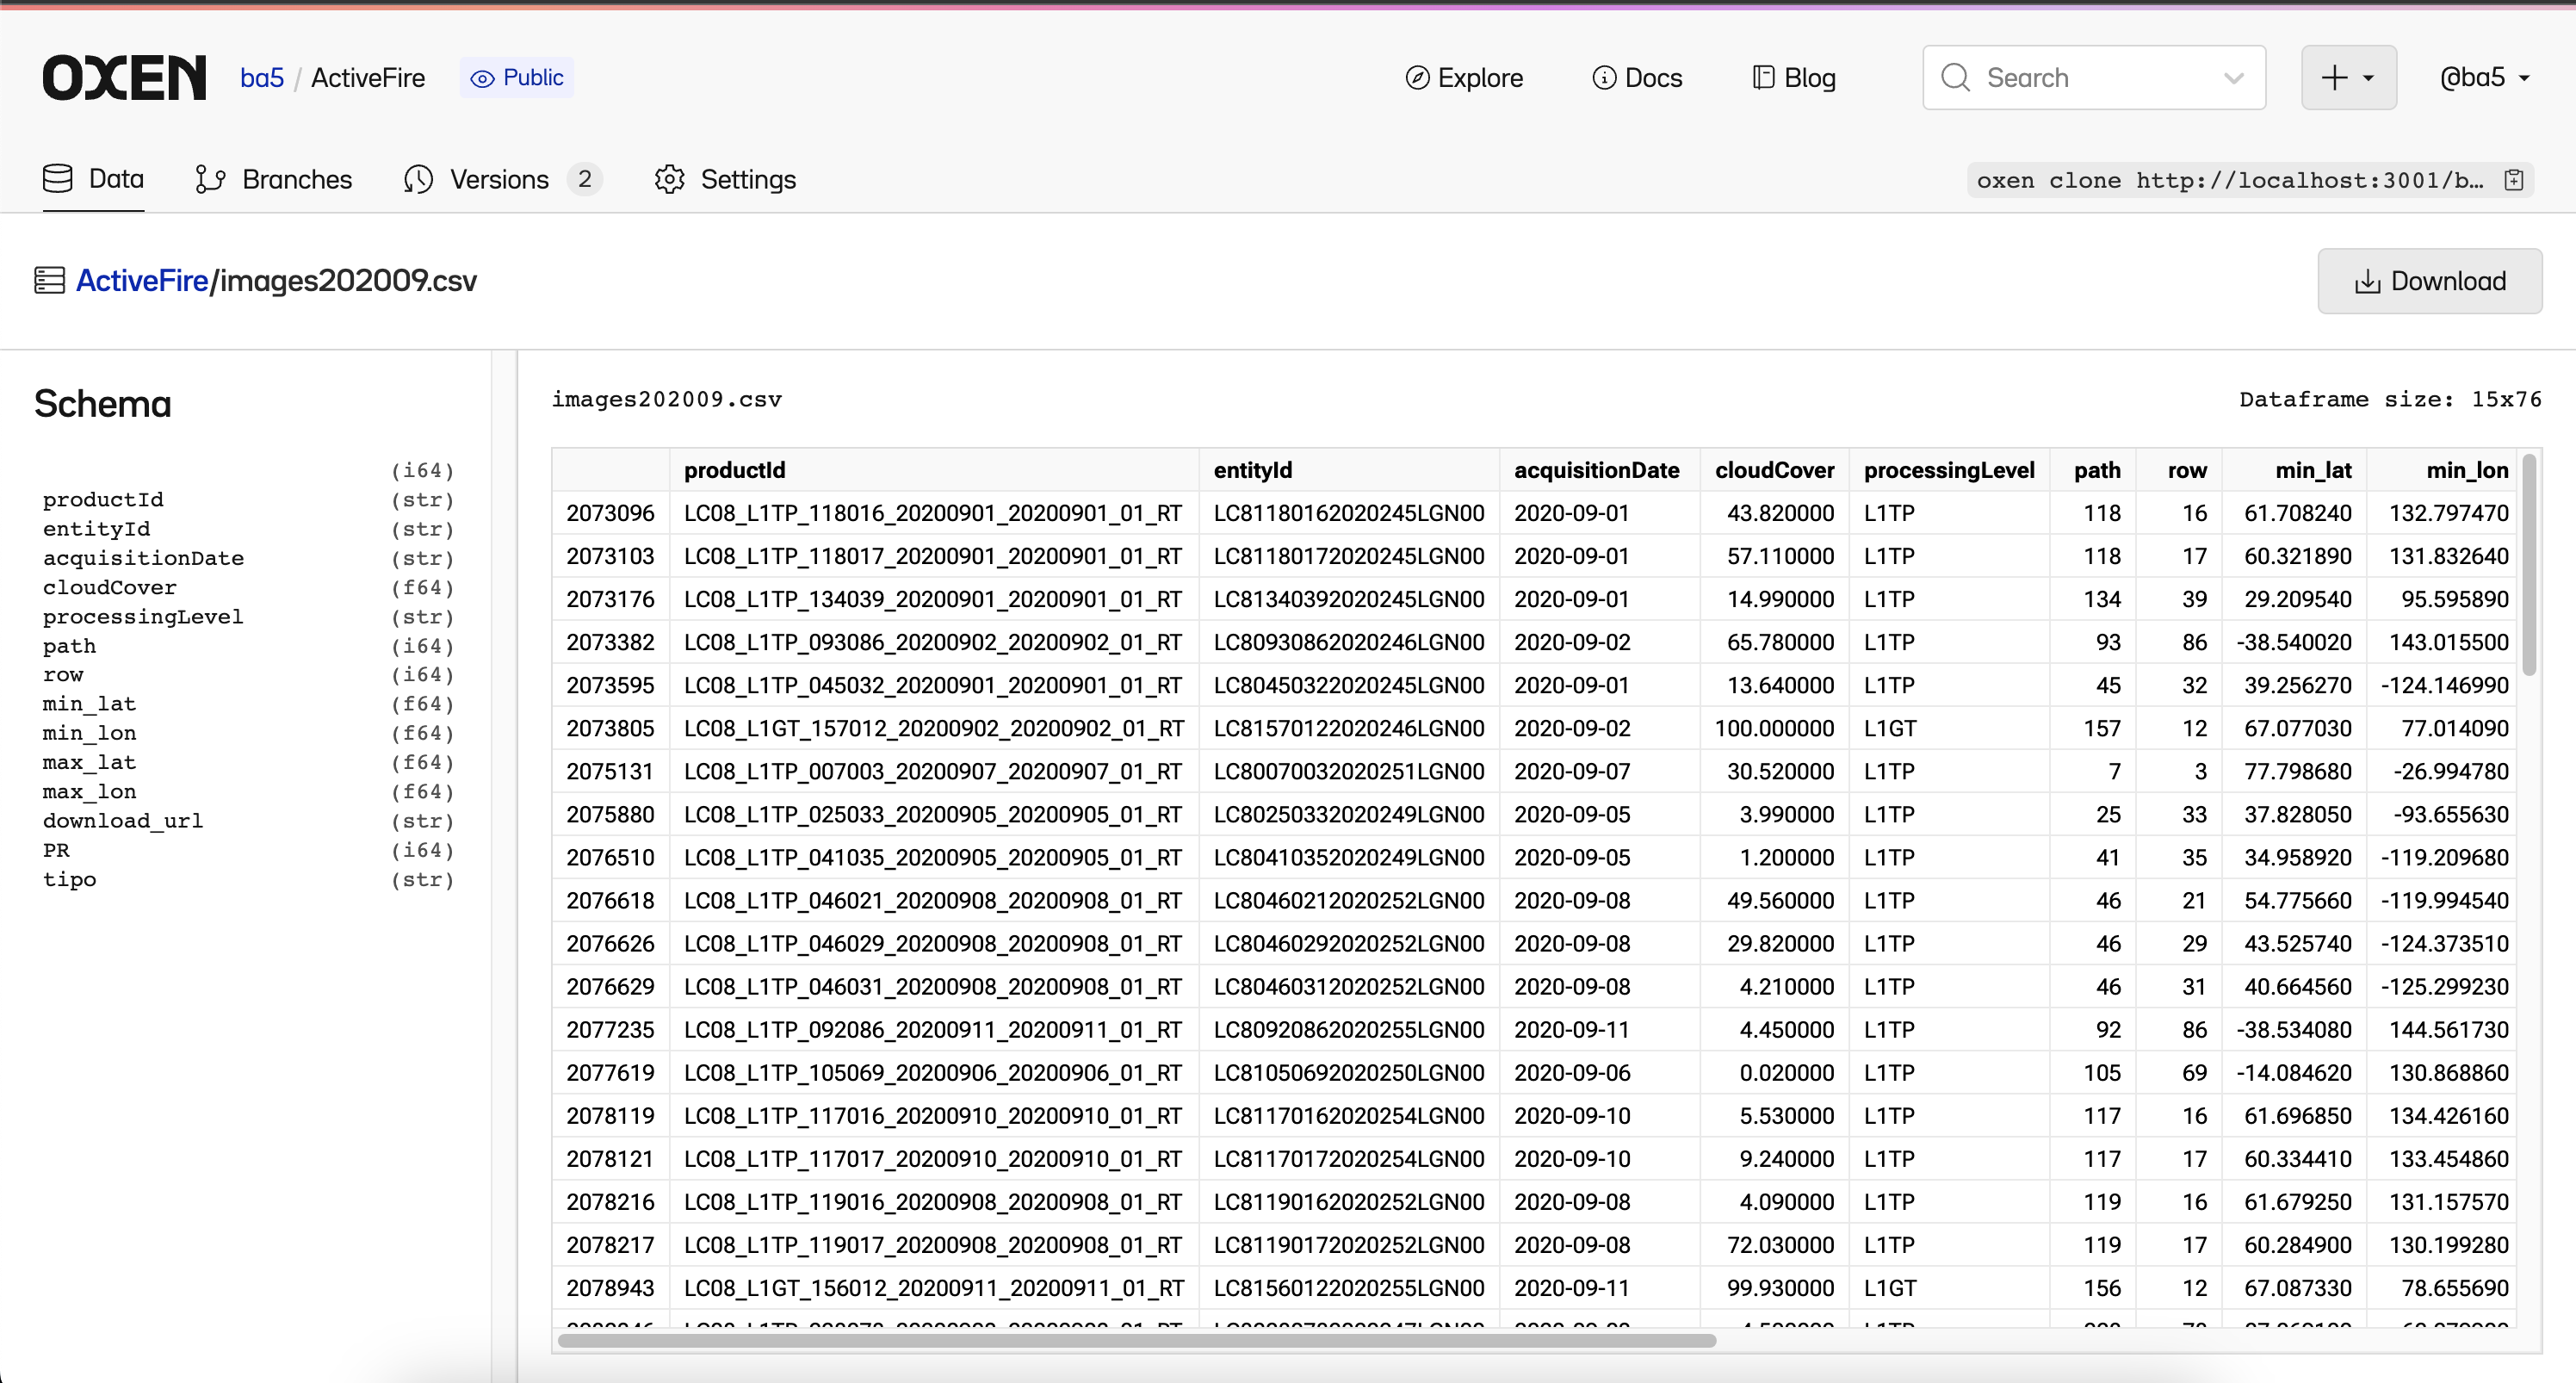 OXEN ba5 / ActiveFire Public Explore Docs Blog Search @ba5
Data Branches Versions 2 Settings oxen clone http://localhost:3001/b…
ActiveFire/images202009.csv Download
Schema
(i64)
productId (str)
entityId (str)
acquisitionDate (str)
cloudCover (f64)
processingLevel (str)
path (i64)
row (i64)
min_lat (f64)
min_lon (f64)
max_lat (f64)
max_lon (f64)
download_url (str)
PR (i64)
tipo (str)
images202009.csv Dataframe size: 15x76
productId entityId acquisitionDate cloudCover processingLevel path row min_lat min_lon
2073096 LC08_L1TP_118016_20200901_20200901_01_RT LC81180162020245LGN00 2020-09-01 43.820000 L1TP 118 16 61.708240 132.797470
2073103 LC08_L1TP_118017_20200901_20200901_01_RT LC81180172020245LGN00 2020-09-01 57.110000 L1TP 118 17 60.321890 131.832640
2073176 LC08_L1TP_134039_20200901_20200901_01_RT LC81340392020245LGN00 2020-09-01 14.990000 L1TP 134 39 29.209540 95.595890
2073382 LC08_L1TP_093086_20200902_20200902_01_RT LC80930862020246LGN00 2020-09-02 65.780000 L1TP 93 86 -38.540020 143.015500
2073595 LC08_L1TP_045032_20200901_20200901_01_RT LC80450322020245LGN00 2020-09-01 13.640000 L1TP 45 32 39.256270 -124.146990
2073805 LC08_L1GT_157012_20200902_20200902_01_RT LC81570122020246LGN00 2020-09-02 100.000000 L1GT 157 12 67.077030 77.014090
2075131 LC08_L1TP_007003_20200907_20200907_01_RT LC80070032020251LGN00 2020-09-07 30.520000 L1TP 7 3 77.798680 -26.994780
2075880 LC08_L1TP_025033_20200905_20200905_01_RT LC80250332020249LGN00 2020-09-05 3.990000 L1TP 25 33 37.828050 -93.655630
2076510 LC08_L1TP_041035_20200905_20200905_01_RT LC80410352020249LGN00 2020-09-05 1.200000 L1TP 41 35 34.958920 -119.209680
2076618 LC08_L1TP_046021_20200908_20200908_01_RT LC80460212020252LGN00 2020-09-08 49.560000 L1TP 46 21 54.775660 -119.994540
2076626 LC08_L1TP_046029_20200908_20200908_01_RT LC80460292020252LGN00 2020-09-08 29.820000 L1TP 46 29 43.525740 -124.373510
2076629 LC08_L1TP_046031_20200908_20200908_01_RT LC80460312020252LGN00 2020-09-08 4.210000 L1TP 46 31 40.664560 -125.299230
2077235 LC08_L1TP_092086_20200911_20200911_01_RT LC80920862020255LGN00 2020-09-11 4.450000 L1TP 92 86 -38.534080 144.561730
2077619 LC08_L1TP_105069_20200906_20200906_01_RT LC81050692020250LGN00 2020-09-06 0.020000 L1TP 105 69 -14.084620 130.868860
2078119 LC08_L1TP_117016_20200910_20200910_01_RT LC81170162020254LGN00 2020-09-10 5.530000 L1TP 117 16 61.696850 134.426160
2078121 LC08_L1TP_117017_20200910_20200910_01_RT LC81170172020254LGN00 2020-09-10 9.240000 L1TP 117 17 60.334410 133.454860
2078216 LC08_L1TP_119016_20200908_20200908_01_RT LC81190162020252LGN00 2020-09-08 4.090000 L1TP 119 16 61.679250 131.157570
2078217 LC08_L1TP_119017_20200908_20200908_01_RT LC81190172020252LGN00 2020-09-08 72.030000 L1TP 119 17 60.284900 130.199280
2078943 LC08_L1GT_156012_20200911_20200911_01_RT LC81560122020255LGN00 2020-09-11 99.930000 L1GT 156 12 67.087330 78.655690